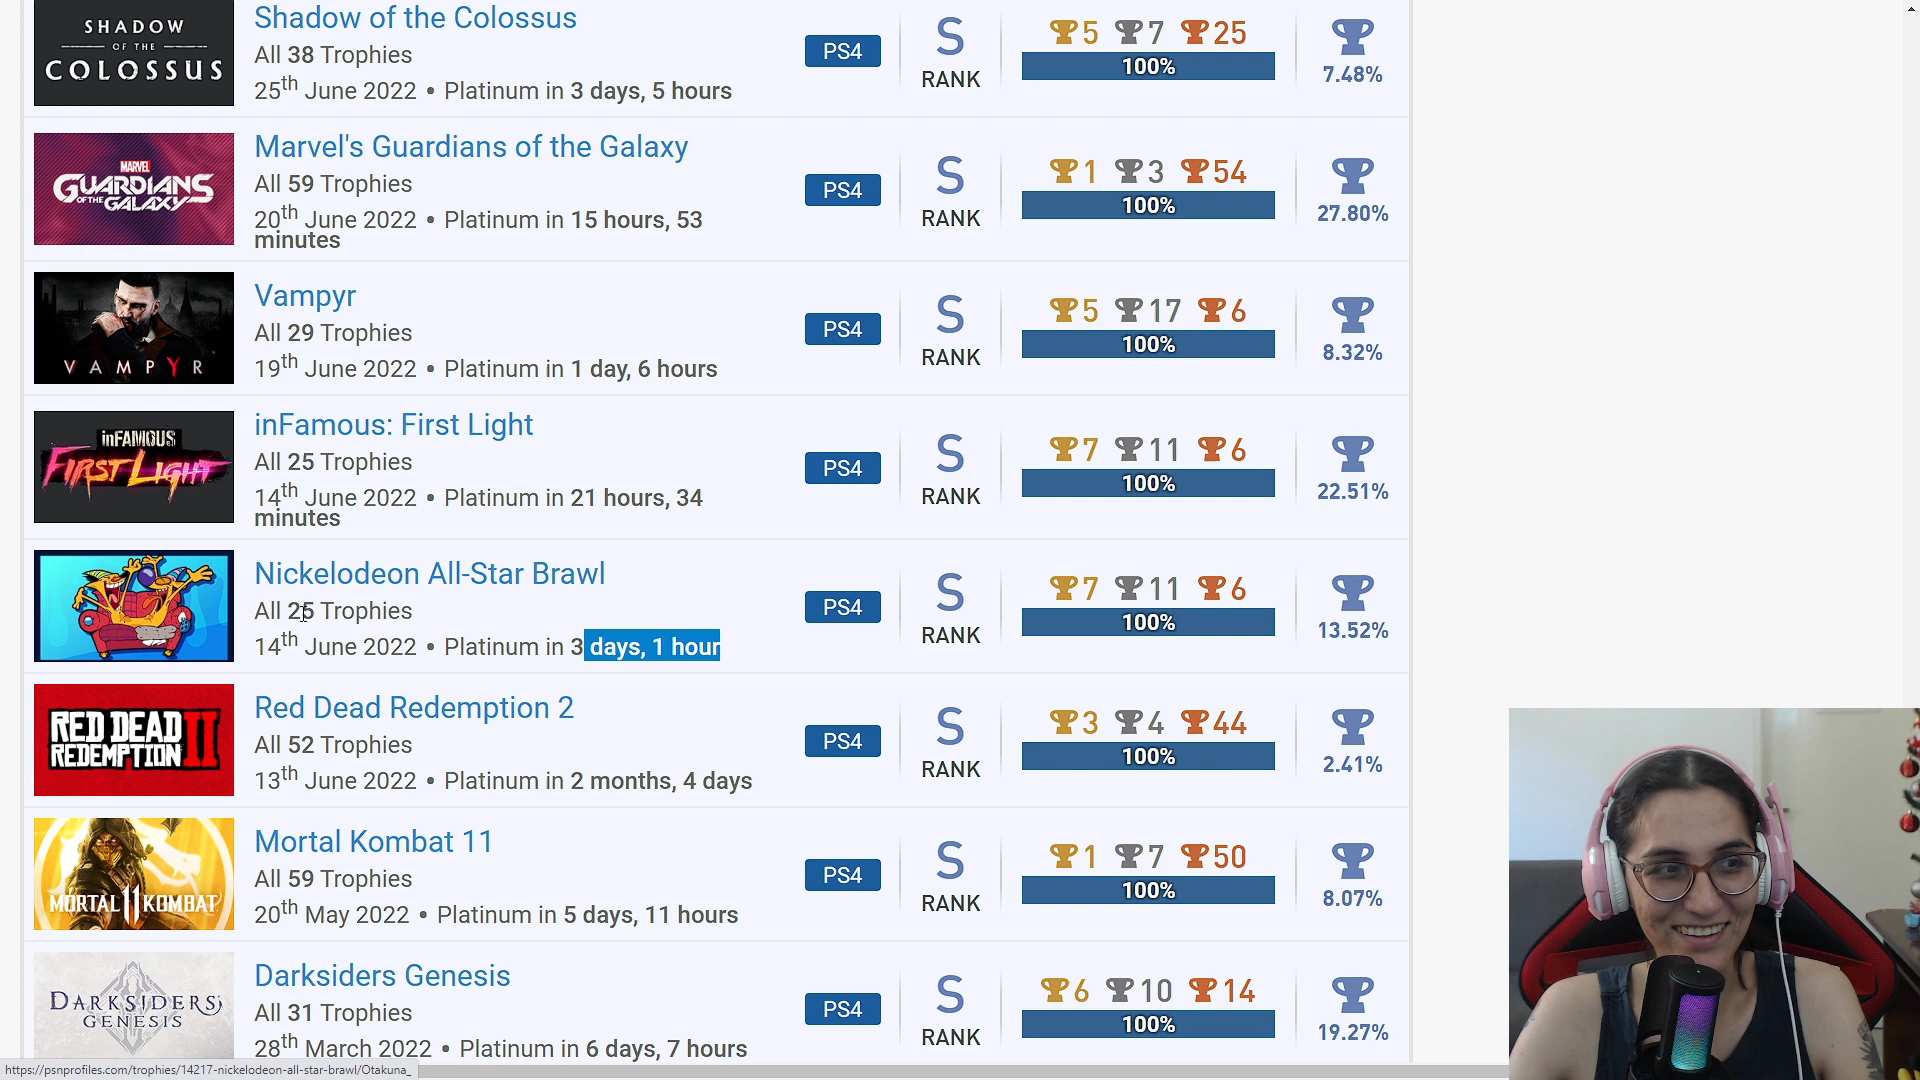 SHADOW
OF THE
COLOSSUS
Shadow of the Colossus
All 38 Trophies
25th June 2022 • Platinum in 3 days, 5 hours
PS4
S
RANK
5 7 25
100%
7.48%
MARVEL
GUARDIANS
OF THE
GALAXY
Marvel's Guardians of the Galaxy
All 59 Trophies
20th June 2022 • Platinum in 15 hours, 53
minutes
PS4
S
RANK
1 3 54
100%
27.80%
VAMPYR
Vampyr
All 29 Trophies
19th June 2022 • Platinum in 1 day, 6 hours
PS4
S
RANK
5 17 6
100%
8.32%
inFAMOUS
FIRST LIGHT
inFamous: First Light
All 25 Trophies
14th June 2022 • Platinum in 21 hours, 34
minutes
PS4
S
RANK
7 11 6
100%
22.51%
Nickelodeon All-Star Brawl
All 25 Trophies
14th June 2022 • Platinum in 3 days, 1 hour
PS4
S
RANK
7 11 6
100%
13.52%
RED DEAD
REDEMPTION II
Red Dead Redemption 2
All 52 Trophies
13th June 2022 • Platinum in 2 months, 4 days
PS4
S
RANK
3 4 44
100%
2.41%
MORTAL KOMBAT 11
Mortal Kombat 11
All 59 Trophies
20th May 2022 • Platinum in 5 days, 11 hours
PS4
S
RANK
1 7 50
100%
8.07%
DARKSIDERS
GENESIS
Darksiders Genesis
All 31 Trophies
28th March 2022 • Platinum in 6 days, 7 hours
PS4
S
RANK
6 10 14
100%
19.27%
https://psnprofiles.com/trophies/14217-nickelodeon-all-star-brawl/Otakuna_